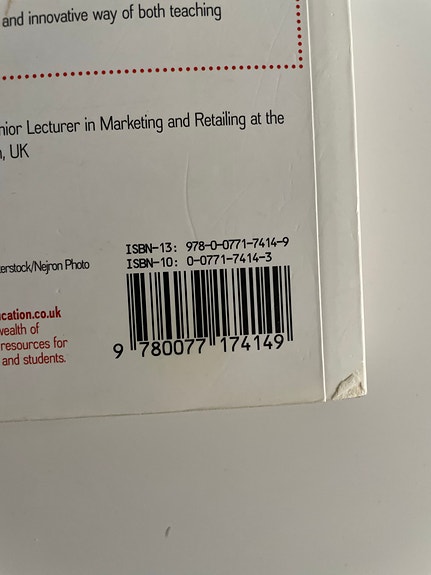 and innovative way of both teaching
nior Lecturer in Marketing and Retailing at the
, UK
ISBN-13: 978-0-0771-7414-9
ISBN-10: 0-0771-7414-3
erstock/Nejron Photo
cation.co.uk
wealth of
resources for
and students.
9 780077 174149